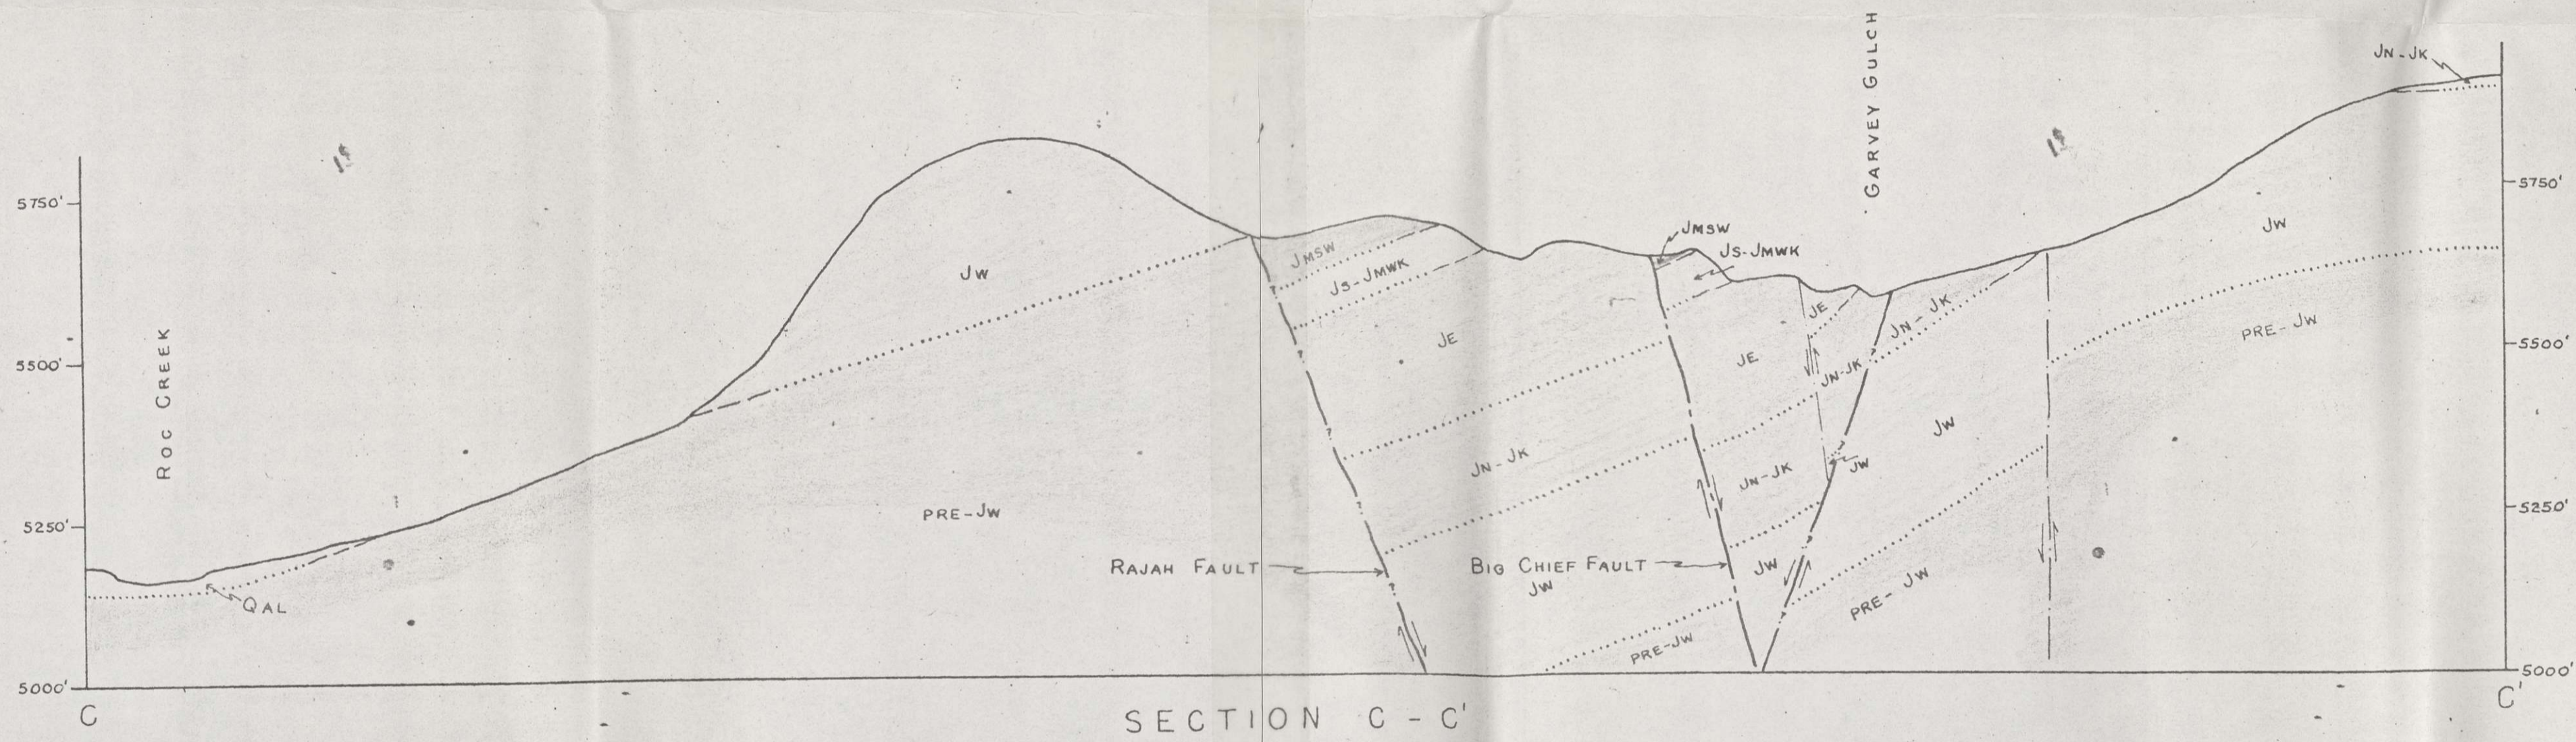 GARVEY GULCH
JN-JK
5750'
5750'
JMSW
JW
JMSW
JS-JMWK
JW
JS-JMWK
JE
JN-JK
PRE-JW
ROC CREEK
5500'
JE
JE
JN-JK
5500'
JN-JK
JW
JN-JK
JW
PRE-JW
5250'
5250'
RAJAH FAULT
BIG CHIEF FAULT
JW
JW
PRE-JW
QAL
PRE-JW
5000'
5000'
C
SECTION C - C'
C'